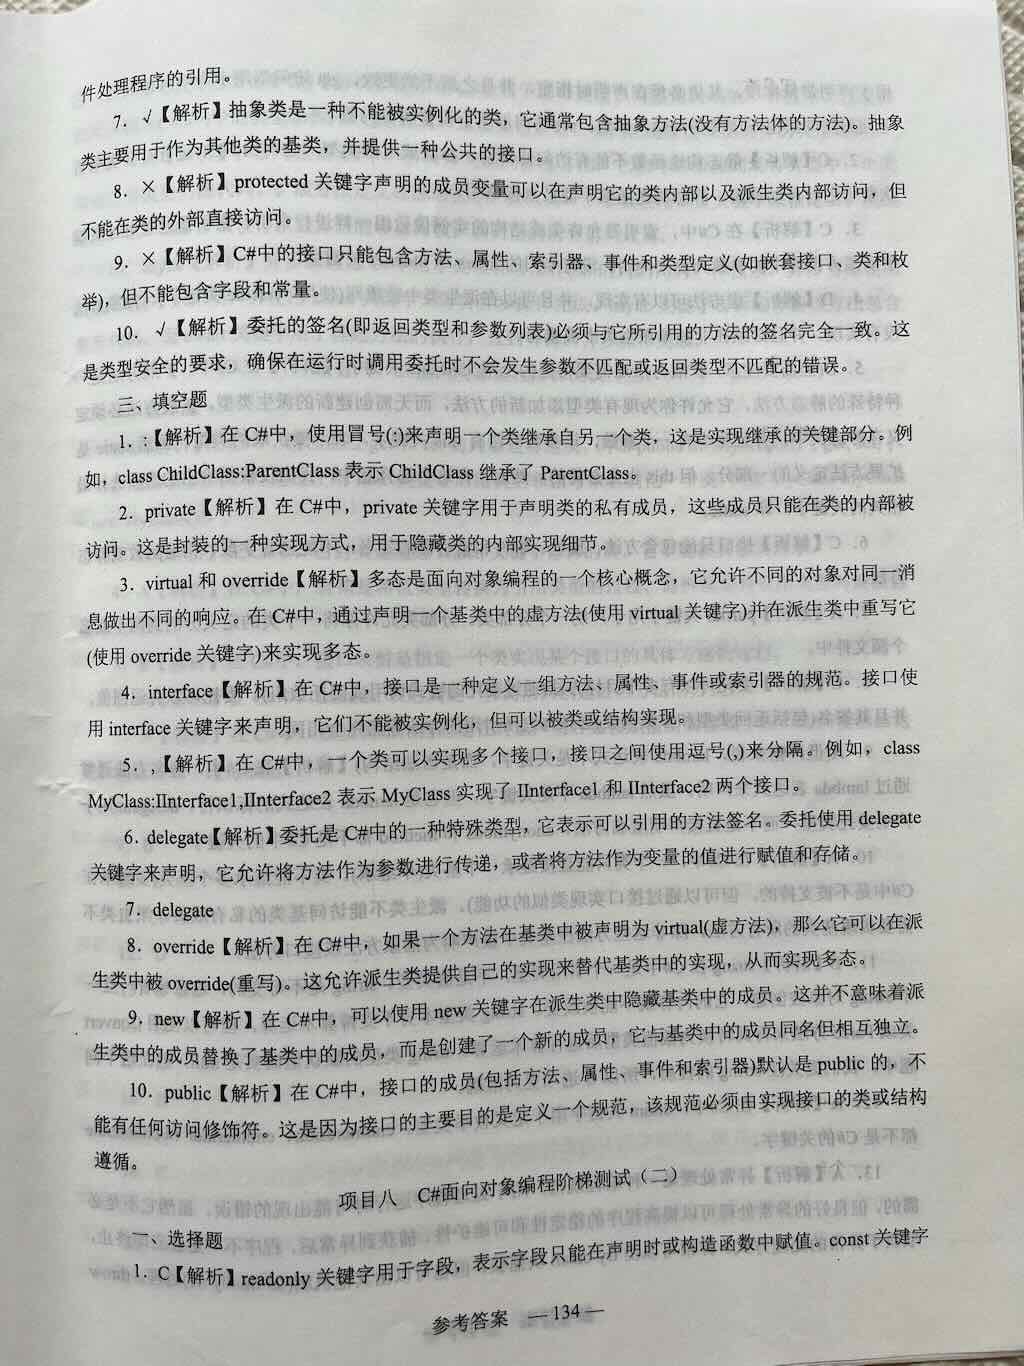 件处理程序的引用。
7．√【解析】抽象类是一种不能被实例化的类，它通常包含抽象方法(没有方法体的方法)。抽象
类主要用于作为其他类的基类，并提供一种公共的接口。
8．×【解析】protected 关键字声明的成员变量可以在声明它的类内部以及派生类内部访问，但
不能在类的外部直接访问。
9．×【解析】C#中的接口只能包含方法、属性、索引器、事件和类型定义(如嵌套接口、类和枚
举)，但不能包含字段和常量。
10．√【解析】委托的签名(即返回类型和参数列表)必须与它所引用的方法的签名完全一致。这
是类型安全的要求，确保在运行时调用委托时不会发生参数不匹配或返回类型不匹配的错误。
三、填空题
1．:【解析】在 C#中，使用冒号(:)来声明一个类继承自另一个类，这是实现继承的关键部分。例
如，class ChildClass:ParentClass 表示 ChildClass 继承了 ParentClass。
2．private【解析】在 C#中，private 关键字用于声明类的私有成员，这些成员只能在类的内部被
访问。这是封装的一种实现方式，用于隐藏类的内部实现细节。
3．virtual 和 override【解析】多态是面向对象编程的一个核心概念，它允许不同的对象对同一消
息做出不同的响应。在 C#中，通过声明一个基类中的虚方法(使用 virtual 关键字)并在派生类中重写它
(使用 override 关键字)来实现多态。
4．interface【解析】在 C#中，接口是一种定义一组方法、属性、事件或索引器的规范。接口使
用 interface 关键字来声明，它们不能被实例化，但可以被类或结构实现。
5．,【解析】在 C#中，一个类可以实现多个接口，接口之间使用逗号(,)来分隔。例如，class
MyClass:IInterface1,IInterface2 表示 MyClass 实现了 IInterface1 和 IInterface2 两个接口。
6．delegate【解析】委托是 C#中的一种特殊类型，它表示可以引用的方法签名。委托使用 delegate
关键字来声明，它允许将方法作为参数进行传递，或者将方法作为变量的值进行赋值和存储。
7．delegate
8．override【解析】在 C#中，如果一个方法在基类中被声明为 virtual(虚方法)，那么它可以在派
生类中被 override(重写)。这允许派生类提供自己的实现来替代基类中的实现，从而实现多态。
9．new【解析】在 C#中，可以使用 new 关键字在派生类中隐藏基类中的成员。这并不意味着派
生类中的成员替换了基类中的成员，而是创建了一个新的成员，它与基类中的成员同名但相互独立。
10．public【解析】在 C#中，接口的成员(包括方法、属性、事件和索引器)默认是 public 的，不
能有任何访问修饰符。这是因为接口的主要目的是定义一个规范，该规范必须由实现接口的类或结构
遵循。
项目八　C#面向对象编程阶梯测试（二）
一、选择题
1．C【解析】readonly 关键字用于字段，表示字段只能在声明时或构造函数中赋值。const 关键字
参考答案 — 134 —